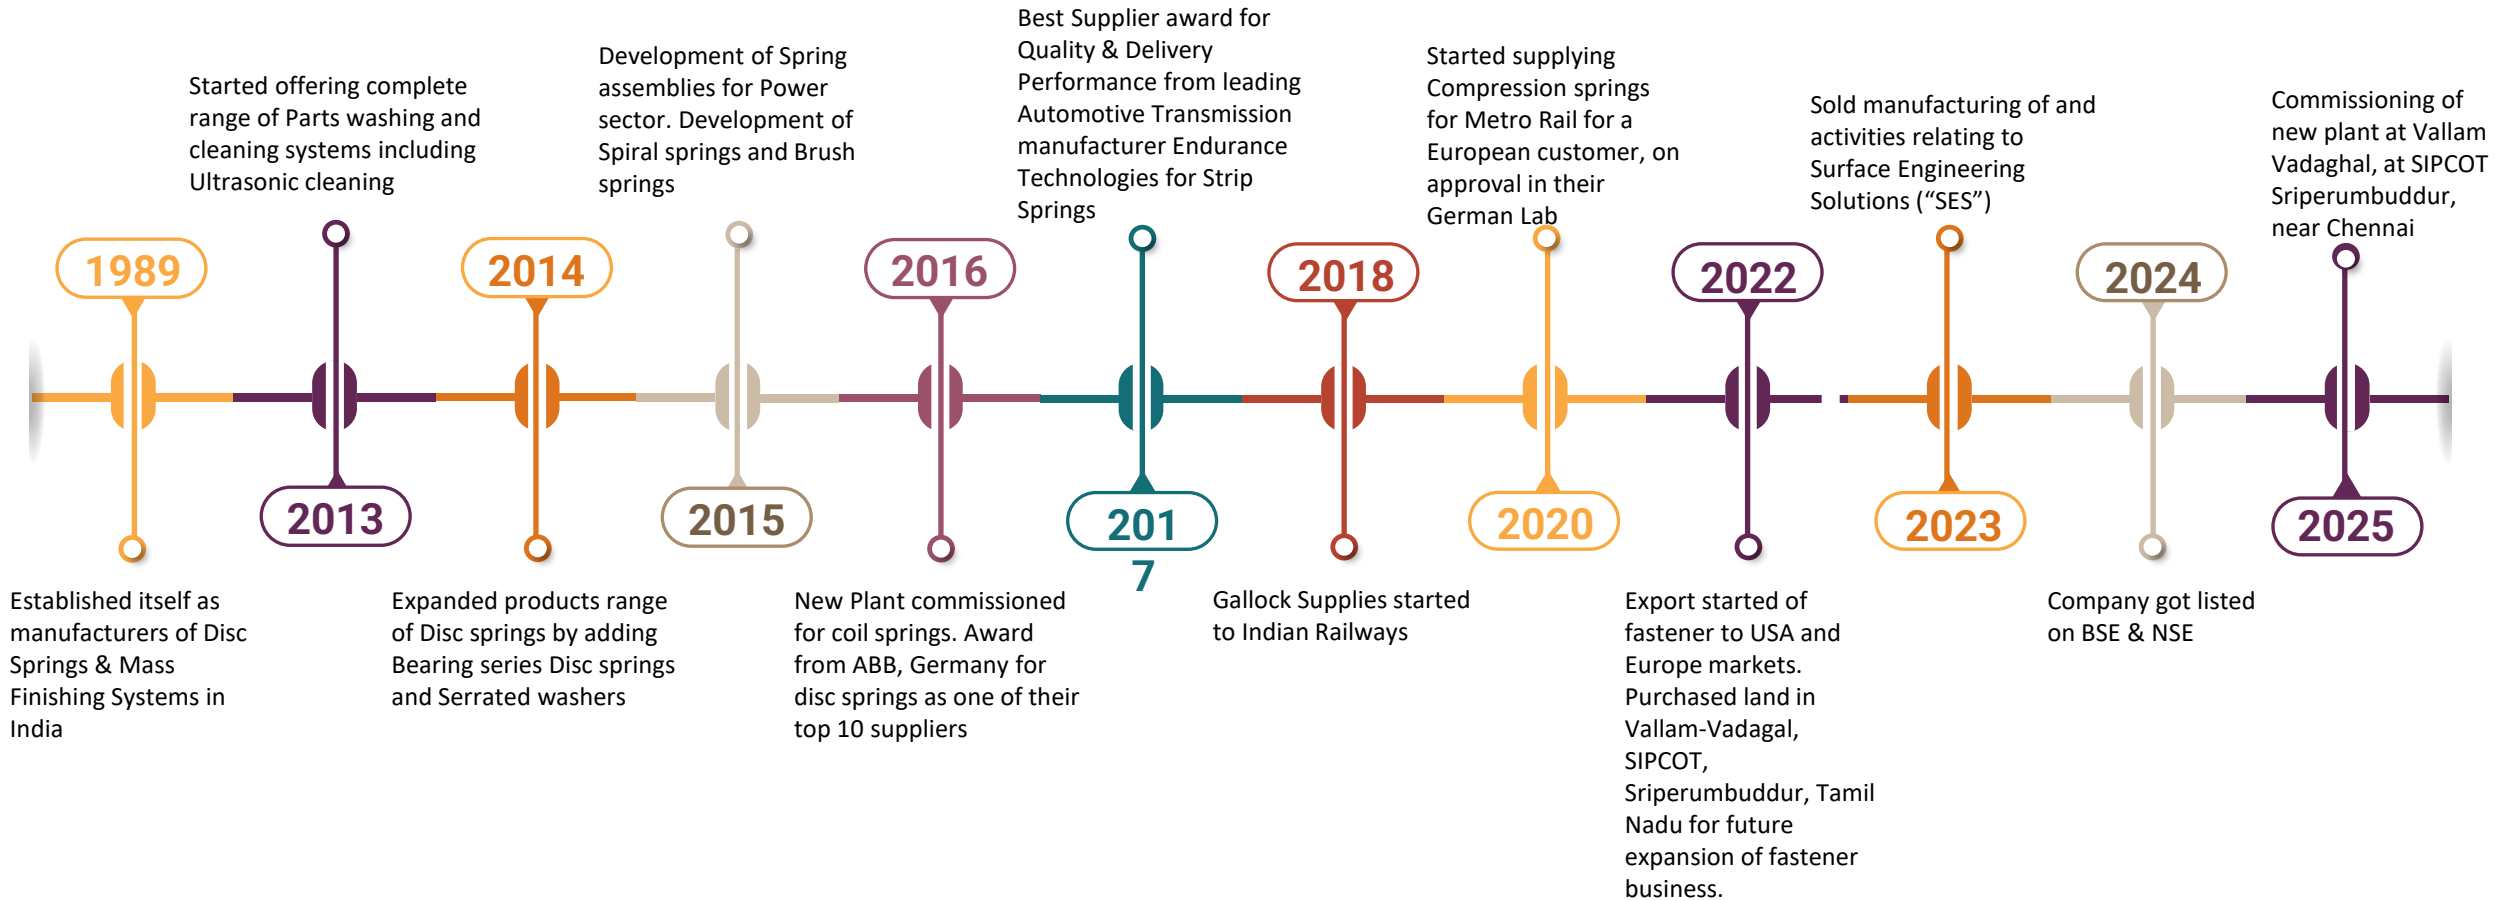 1989
Established itself as
manufacturers of Disc
Springs & Mass
Finishing Systems in
India
Started offering complete
range of Parts washing and
cleaning systems including
Ultrasonic cleaning
2013
2014
Expanded products range
of Disc springs by adding
Bearing series Disc springs
and Serrated washers
Development of Spring
assemblies for Power
sector. Development of
Spiral springs and Brush
springs
2015
2016
New Plant commissioned
for coil springs. Award
from ABB, Germany for
disc springs as one of their
top 10 suppliers
Best Supplier award for
Quality & Delivery
Performance from leading
Automotive Transmission
manufacturer Endurance
Technologies for Strip
Springs
201
7
2018
Gallock Supplies started
to Indian Railways
Started supplying
Compression springs
for Metro Rail for a
European customer, on
approval in their
German Lab
2020
2022
Export started of
fastener to USA and
Europe markets.
Purchased land in
Vallam-Vadagal,
SIPCOT,
Sriperumbuddur, Tamil
Nadu for future
expansion of fastener
business.
Sold manufacturing of and
activities relating to
Surface Engineering
Solutions (“SES”)
2023
2024
Company got listed
on BSE & NSE
Commissioning of
new plant at Vallam
Vadaghal, at SIPCOT
Sriperumbuddur,
near Chennai
2025